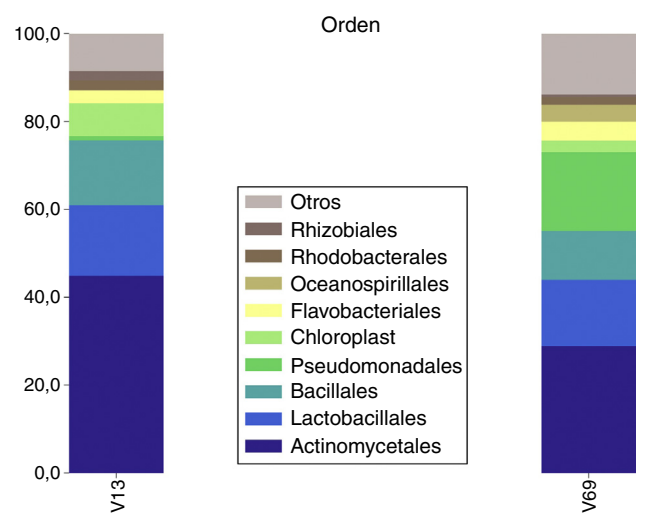 Orden
100,0
80,0
60,0
40,0
20,0
0,0
Otros
Rhizobiales
Rhodobacterales
Oceanospirillales
Flavobacteriales
Chloroplast
Pseudomonadales
Bacillales
Lactobacillales
Actinomycetales
V13
V69